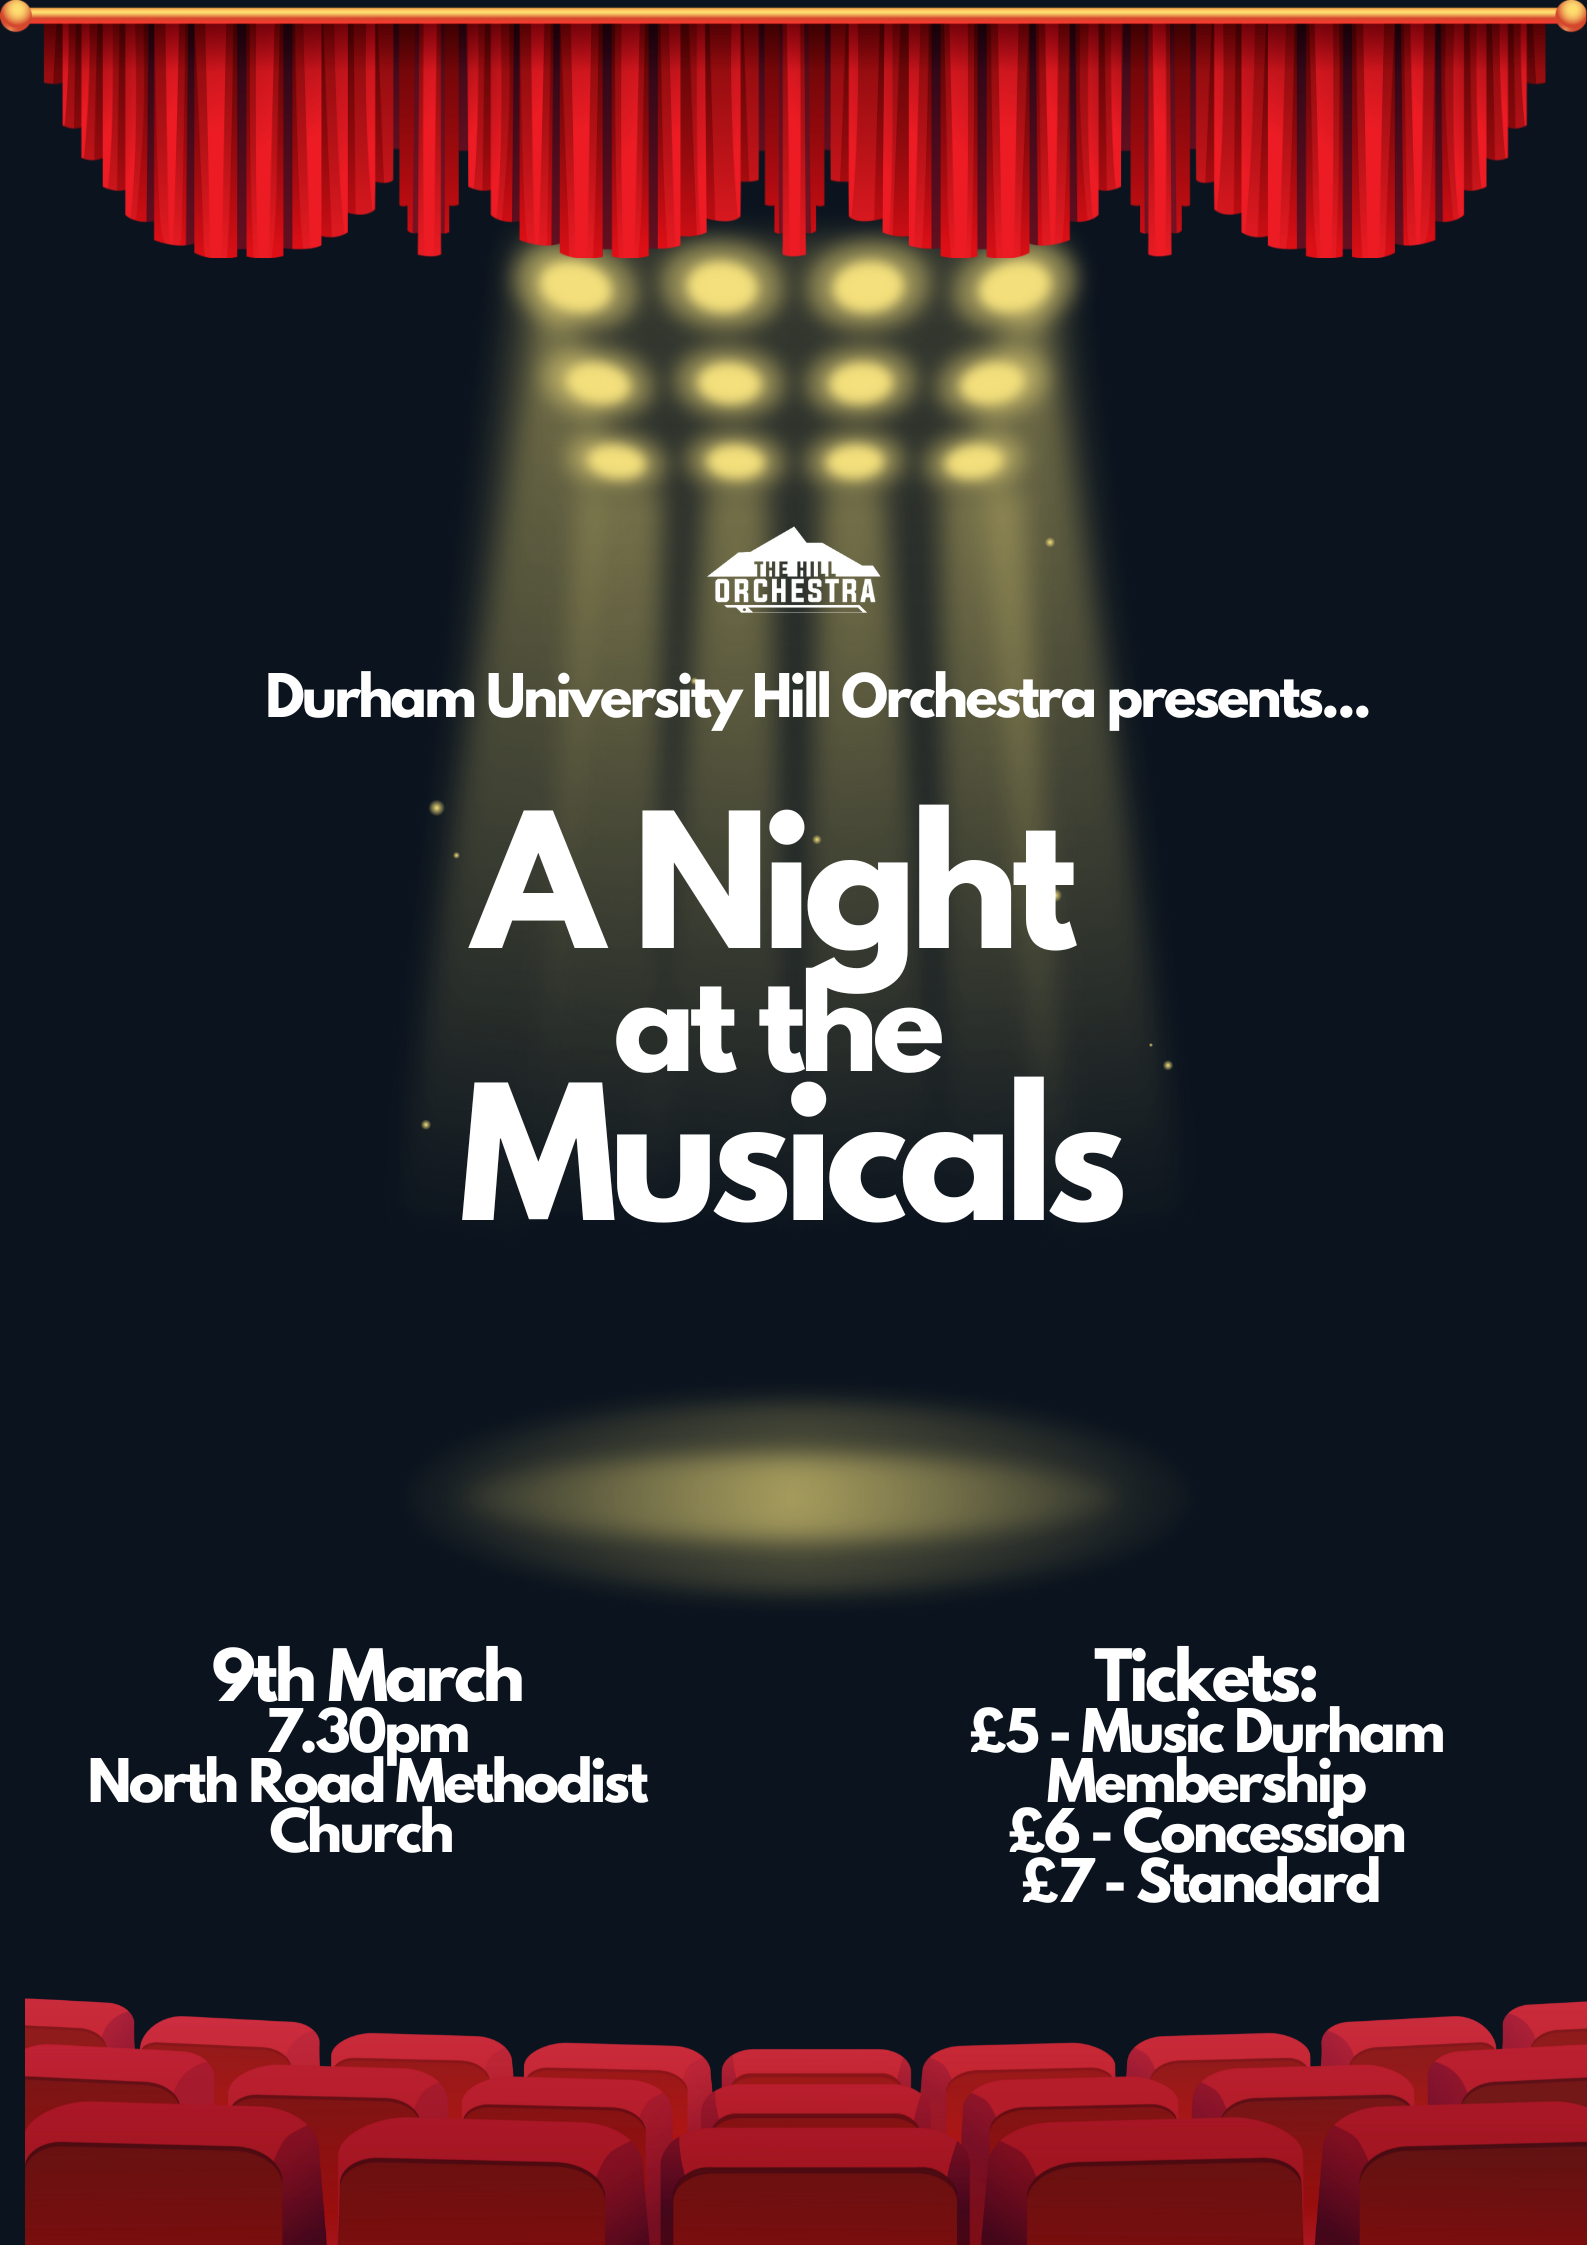 THE HILL
ORCHESTRA
Durham University Hill Orchestra presents...
A Night
at the
Musicals
9th March
7.30pm
North Road Methodist
Church
Tickets:
£5 - Music Durham
Membership
£6 - Concession
£7 - Standard